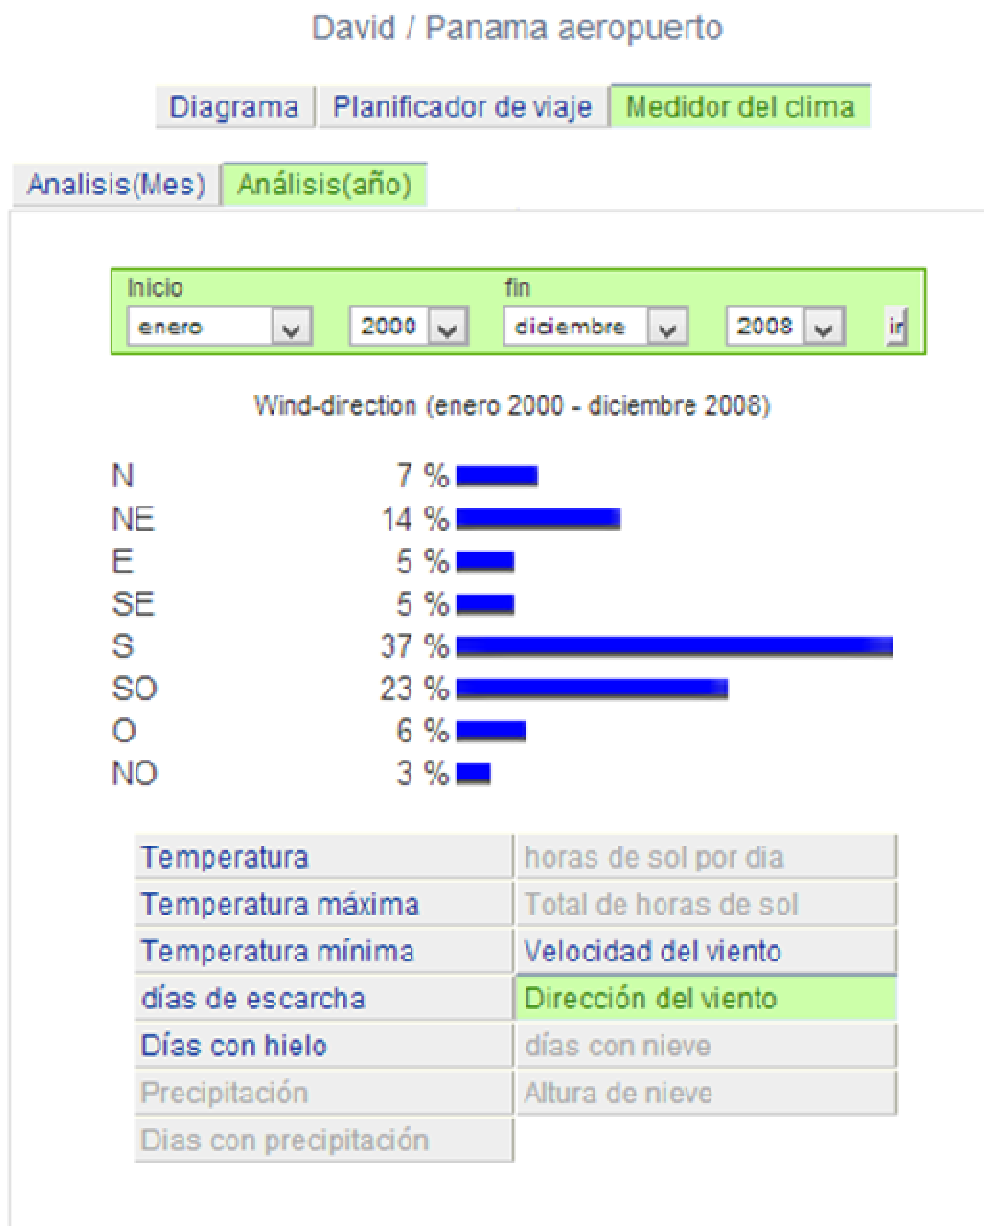 David / Panama aeropuerto
Diagrama Planificador de viaje Medidor del clima
Analisis(Mes) Análisis(año)
Inicio fin
enero 2000 diciembre 2008 ir
Wind-direction (enero 2000 - diciembre 2008)
N 7 %
NE 14 %
E 5 %
SE 5 %
S 37 %
SO 23 %
O 6 %
NO 3 %
Temperatura horas de sol por dia
Temperatura máxima Total de horas de sol
Temperatura mínima Velocidad del viento
días de escarcha Dirección del viento
Días con hielo días con nieve
Precipitación Altura de nieve
Dias con precipitación